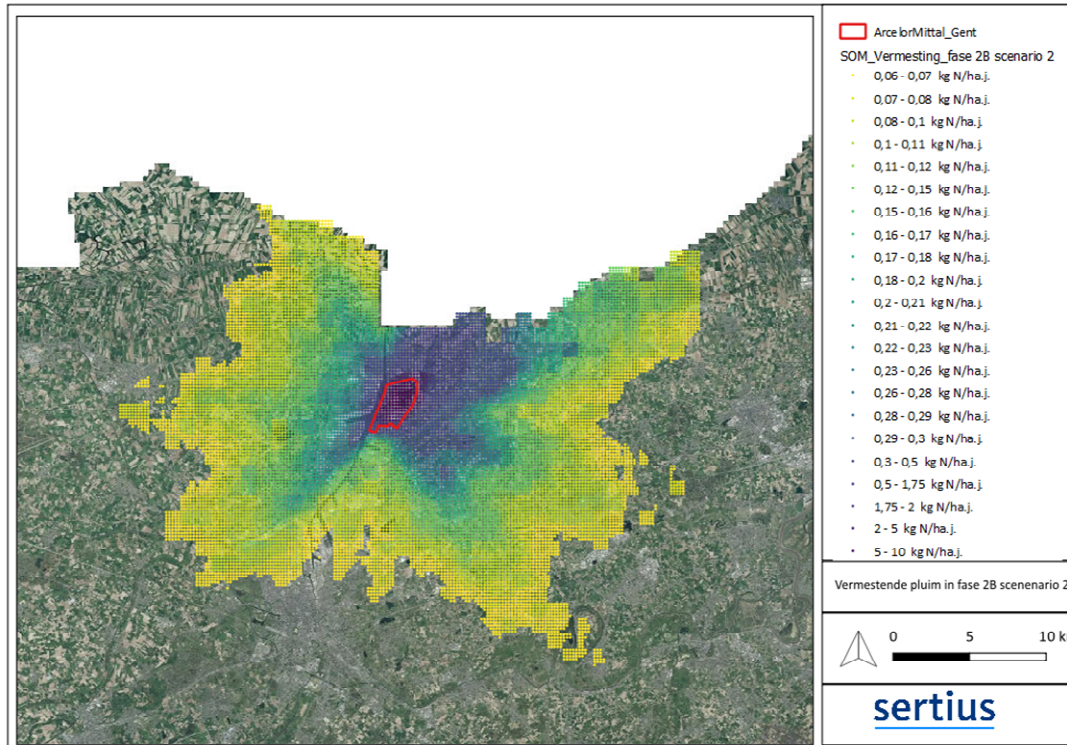 ArcelorMittal_Gent
SOM_Vermesting_fase 2B scenario 2
0,06 - 0,07 kg N/ha.j.
0,07 - 0,08 kg N/ha.j.
0,08 - 0,1 kg N/ha.j.
0,1 - 0,11 kg N/ha.j.
0,11 - 0,12 kg N/ha.j.
0,12 - 0,15 kg N/ha.j.
0,15 - 0,16 kg N/ha.j.
0,16 - 0,17 kg N/ha.j.
0,17 - 0,18 kg N/ha.j.
0,18 - 0,2 kg N/ha.j.
0,2 - 0,21 kg N/ha.j.
0,21 - 0,22 kg N/ha.j.
0,22 - 0,23 kg N/ha.j.
0,23 - 0,26 kg N/ha.j.
0,26 - 0,28 kg N/ha.j.
0,28 - 0,29 kg N/ha.j.
0,29 - 0,3 kg N/ha.j.
0,3 - 0,5 kg N/ha.j.
0,5 - 1,75 kg N/ha.j.
1,75 - 2 kg N/ha.j.
2 - 5 kg N/ha.j.
5 - 10 kg N/ha.j.
Vermestende pluim in fase 2B scenenario 2
0 5 10 k
sertius